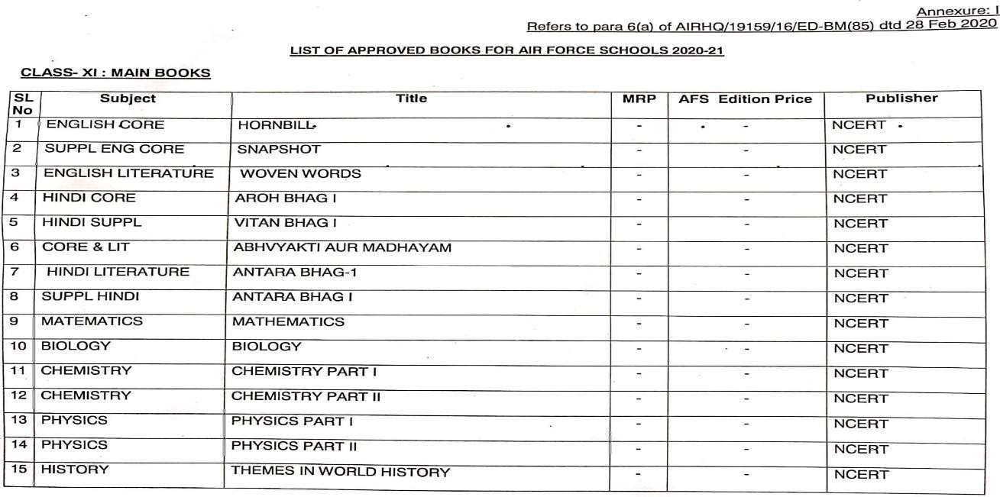 Annexure: I
Refers to para 6(a) of AIRHQ/19159/16/ED-BM(85) dtd 28 Feb 2020
LIST OF APPROVED BOOKS FOR AIR FORCE SCHOOLS 2020-21
CLASS- XI : MAIN BOOKS
SL No Subject Title MRP AFS Edition Price Publisher
1 ENGLISH CORE HORNBILL - - NCERT
2 SUPPL ENG CORE SNAPSHOT - - NCERT
3 ENGLISH LITERATURE WOVEN WORDS - - NCERT
4 HINDI CORE AROH BHAG I - - NCERT
5 HINDI SUPPL VITAN BHAG I - - NCERT
6 CORE & LIT ABHVYAKTI AUR MADHAYAM - - NCERT
7 HINDI LITERATURE ANTARA BHAG-1 - - NCERT
8 SUPPL HINDI ANTARA BHAG I - - NCERT
9 MATEMATICS MATHEMATICS - - NCERT
10 BIOLOGY BIOLOGY - - NCERT
11 CHEMISTRY CHEMISTRY PART I - - NCERT
12 CHEMISTRY CHEMISTRY PART II - - NCERT
13 PHYSICS PHYSICS PART I - - NCERT
14 PHYSICS PHYSICS PART II - - NCERT
15 HISTORY THEMES IN WORLD HISTORY - - NCERT